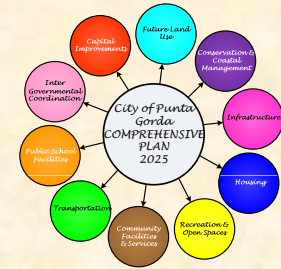 Future Land
Use
Conservation &
Coastal
Management
Infrastructure
Housing
Recreation &
Open Spaces
Community
Facilities
& Services
Transportation
Public School
Facilities
Inter
Governmental
Coordination
Capital
Improvements
City of Punta
Gorda
COMPREHENSIVE
PLAN
2025